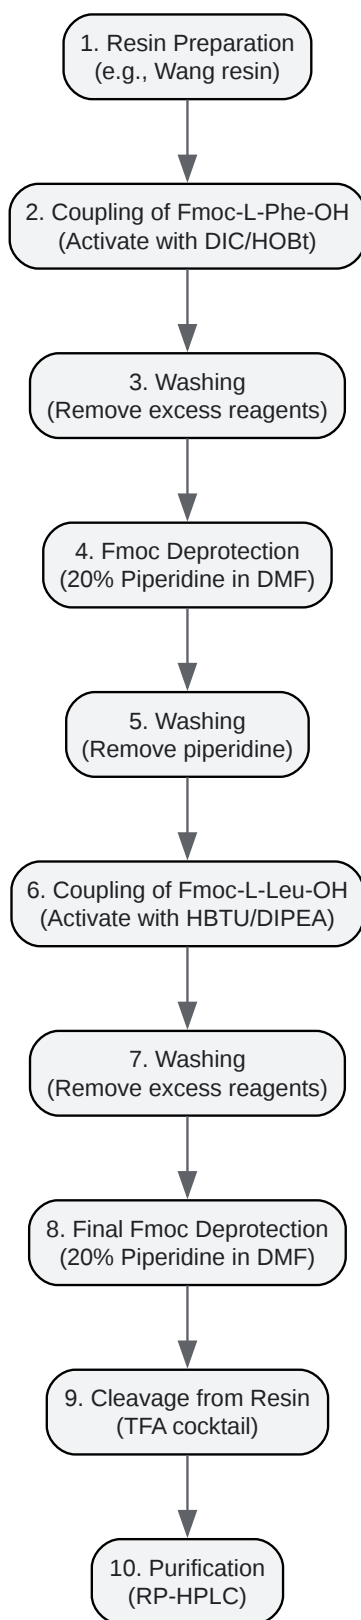 1. Resin Preparation
(e.g., Wang resin)
2. Coupling of Fmoc-L-Phe-OH
(Activate with DIC/HOBt)
3. Washing
(Remove excess reagents)
4. Fmoc Deprotection
(20% Piperidine in DMF)
5. Washing
(Remove piperidine)
6. Coupling of Fmoc-L-Leu-OH
(Activate with HBTU/DIPEA)
7. Washing
(Remove excess reagents)
8. Final Fmoc Deprotection
(20% Piperidine in DMF)
9. Cleavage from Resin
(TFA cocktail)
10. Purification
(RP-HPLC)